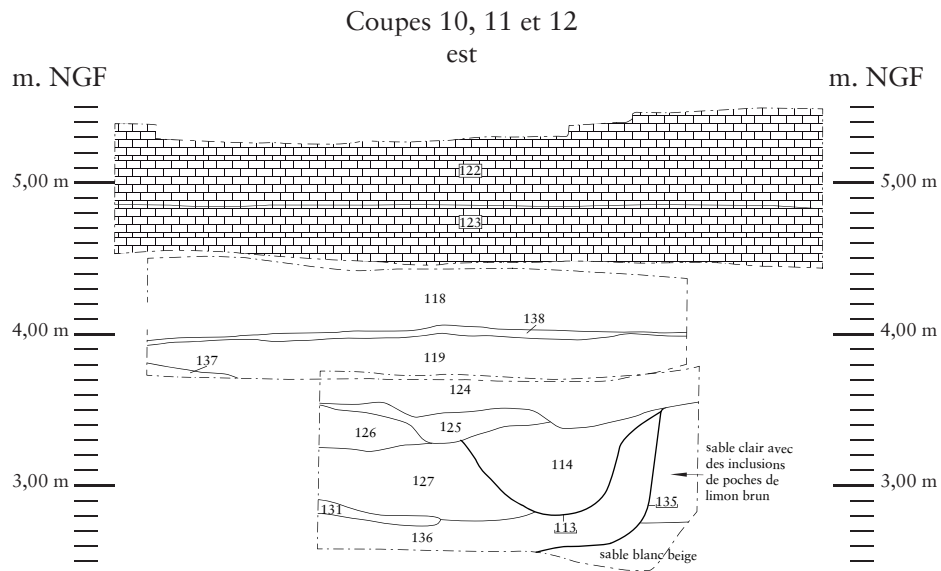 Coupes 10, 11 et 12
est
m. NGF
m. NGF
122
5,00 m
5,00 m
123
118
138
4,00 m
4,00 m
119
137
124
125
126
114
127
sable clair avec
des inclusions
de poches de
limon brun
3,00 m
3,00 m
135
131
113
136
sable blanc beige